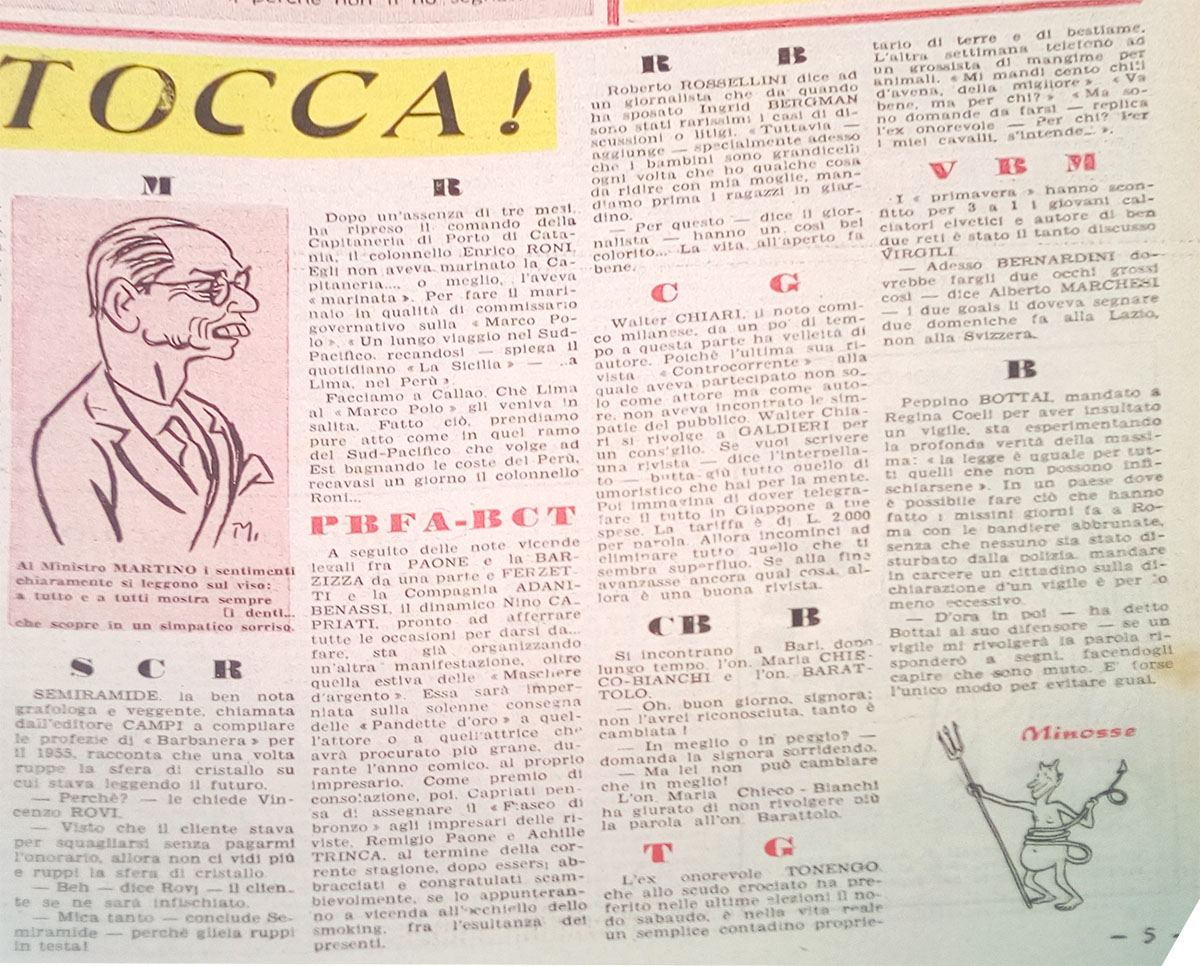 TOCCA!
M
M.
Al Ministro MARTINO i sentimenti
chiaramente si leggono sul viso:
a tutto e a tutti mostra sempre
[i denti...
che scopre in un simpatico sorriso.
S C R
SEMIRAMIDE, la ben nota
grafologa e veggente, chiamata
dall'editore CAMPI a compilare
le profezie di « Barbanera » per
il 1955, racconta che una volta
ruppe la sfera di cristallo su
cui stava leggendo il futuro.
— Perchè? — le chiede Vin-
cenzo ROVI.
— Visto che il cliente stava
per squagliarsi senza pagarmi
l'onorario, allora non ci vidi più
e ruppi la sfera di cristallo.
— Beh — dice Rovi — il clien-
te se ne sarà infischiato.
— Mica tanto — conclude Se-
miramide — perchè gliela ruppi
in testa!
R
Dopo un'assenza di tre mesi,
ha ripreso il comando della
Capitaneria di Porto di Cata-
nia, il colonnello Enrico RONI.
Egli non aveva marinato la Ca-
pitaneria..., o meglio, l'aveva
« marinata ». Per fare il mari-
naio in qualità di commissario
governativo sulla « Marco Po-
lo ». « Un lungo viaggio nel Sud-
Pacifico, recandosi — spiega il
quotidiano « La Sicilia » — ..a
Lima, nel Perù ».
Facciamo a Callao. Chè Lima
al « Marco Polo » gli veniva in
salita. Fatto ciò, prendiamo
pure atto come in quel ramo
del Sud-Pacifico che volge ad
Est bagnando le coste del Perù,
recavasi un giorno il colonnello
Roni...
PBFA-BCT
A seguito delle note vicende
legali fra PAONE e la BAR-
ZIZZA da una parte e FERZET-
TI e la Compagnia ADANI-
BENASSI, il dinamico Nino CA-
PRIATI, pronto ad afferrare
tutte le occasioni per darsi da...
fare, sta già organizzando
un'altra manifestazione, oltre
quella estiva delle « Maschere
d'argento ». Essa sarà imper-
niata sulla solenne consegna
delle « Pandette d'oro » a quel-
l'attore o a quell'attrice che
avrà procurato più grane, du-
rante l'anno comico, al proprio
impresario. Come premio di
consolazione, poi, Capriati pen-
sa di assegnare il « Fiasco di
bronzo » agli impresari delle ri-
viste, Remigio Paone e Achille
TRINCA, al termine della cor-
rente stagione, dopo essersi ab-
bracciati e congratulati scam-
bievolmente, se lo appunteran-
no a vicenda all'occhiello dello
smoking, fra l'esultanza dei
presenti.
R B
Roberto ROSSELLINI dice ad
un giornalista che da quando
ha sposato Ingrid BERGMAN
sono stati rarissimi i casi di di-
scussioni o litigi. « Tuttavia —
aggiunge — specialmente adesso
che i bambini sono grandicelli
ogni volta che ho qualche cosa
da ridire con mia moglie, man-
diamo prima i ragazzi in giar-
dino.
— Per questo — dice il gior-
nalista — hanno un così bel
colorito... La vita all'aperto fa
bene.
C G
Walter CHIARI, il noto comi-
co milanese, da un po' di tem-
po a questa parte ha velleità di
autore. Poichè l'ultima sua ri-
vista « Controcorrente » alla
quale aveva partecipato non so-
lo come attore ma come auto-
re, non aveva incontrato le sim-
patie del pubblico, Walter Chia-
ri si rivolge a GALDIERI per
un consiglio. Se vuoi scrivere
una rivista — dice l'interpella-
to — butta giù tutto quello di
umoristico che hai per la mente.
Poi immagina di dover telegra-
fare il tutto in Giappone a tue
spese. La tariffa è di L. 2.000
per parola. Allora incominci ad
eliminare tutto quello che ti
sembra superfluo. Se alla fine
avanzasse ancora qual cosa, al-
lora è una buona rivista.
CB B
Si incontrano a Bari, dopo
lungo tempo, l'on. Maria CHIE-
CO-BIANCHI e l'on. BARAT-
TOLO.
— Oh, buon giorno, signora;
non l'avrei riconosciuta, tanto è
cambiata!
— In meglio o in peggio? —
domanda la signora sorridendo.
— Ma lei non può cambiare
che in meglio!
L'on. Maria Chieco - Bianchi
ha giurato di non rivolgere più
la parola all'on. Barattolo.
T G
L'ex onorevole TONENGO
che allo scudo crociato ha pre-
ferito nelle ultime elezioni il no-
do sabaudo, è nella vita reale
un semplice contadino proprie-
tario di terre e di bestiame.
L'altra settimana telefonò ad
un grossista di mangime per
animali. « Mi mandi cento chili
d'avena, della migliore ». « Va
bene, ma per chi? » « Ma so-
no domande da farsi — replica
l'ex onorevole — Per chi? Per
i miei cavalli, s'intende... ».
V B M
I « primavera » hanno scon-
fitto per 3 a 1 i giovani cal-
ciatori elvetici e autore di ben
due reti è stato il tanto discusso
VIRGILI
— Adesso BERNARDINI do-
vrebbe fargli due occhi grossi
così — dice Alberto MARCHESI
— i due goals li doveva segnare
due domeniche fa alla Lazio,
non alla Svizzera.
B
Peppino BOTTAI, mandato a
Regina Coeli per aver insultato
un vigile, sta esperimentando
la profonda verità della massi-
ma: « la legge è uguale per tut-
ti quelli che non possono infi-
schiarsene ». In un paese dove
è possibile fare ciò che hanno
fatto i missini giorni fa a Ro-
ma con le bandiere abbrunate,
senza che nessuno sia stato di-
sturbato dalla polizia, mandare
in carcere un cittadino sulla di-
chiarazione d'un vigile è per lo
meno eccessivo.
— D'ora in poi — ha detto
Bottai al suo difensore — se un
vigile mi rivolgerà la parola ri-
sponderò a segni, facendogli
capire che sono muto. E' forse
l'unico modo per evitare guai.
Minosse
— 5 —